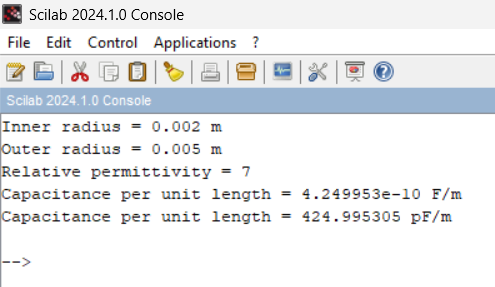 Scilab 2024.1.0 Console
File Edit Control Applications ?
Scilab 2024.1.0 Console
Inner radius = 0.002 m
Outer radius = 0.005 m
Relative permittivity = 7
Capacitance per unit length = 4.249953e-10 F/m
Capacitance per unit length = 424.995305 pF/m
-->